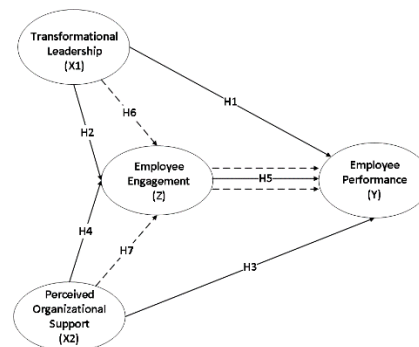 Transformational
Leadership
(X1)
H1
H6
H2
Employee
Engagement
(Z)
H5
Employee
Performance
(Y)
H4
H7
H3
Perceived
Organizational
Support
(X2)